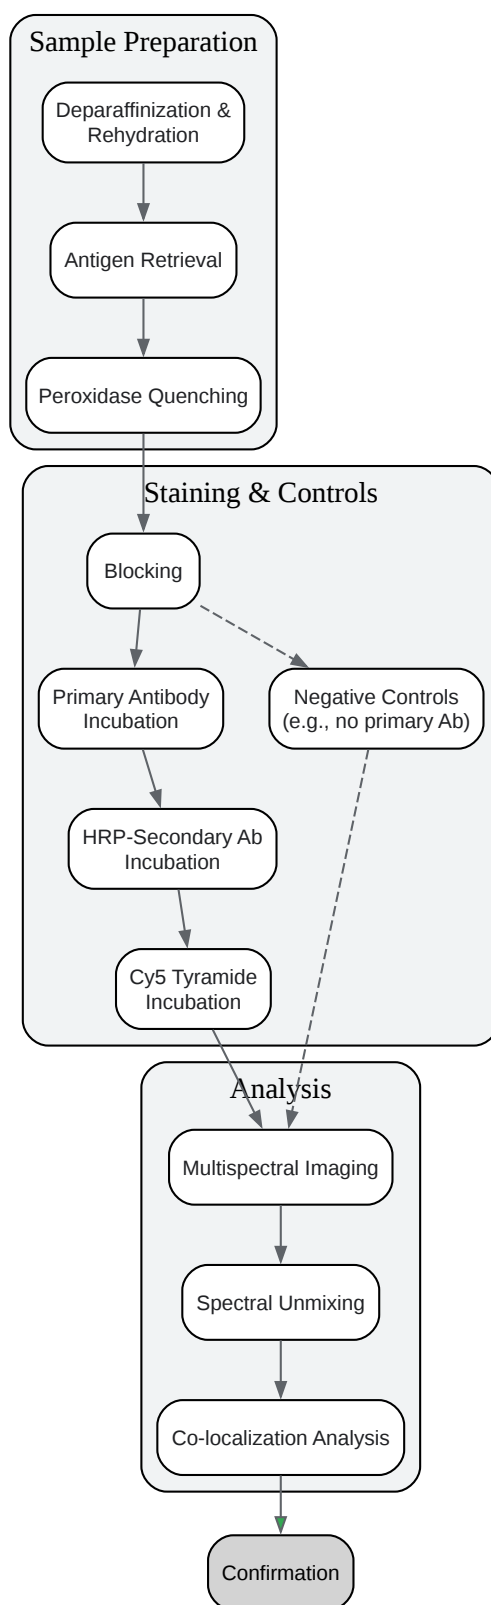 Sample Preparation
Deparaffinization &
Rehydration
Antigen Retrieval
Peroxidase Quenching
Staining & Controls
Blocking
Primary Antibody
Incubation
Negative Controls
(e.g., no primary Ab)
HRP-Secondary Ab
Incubation
Cy5 Tyramide
Incubation
Analysis
Multispectral Imaging
Spectral Unmixing
Co-localization Analysis
Confirmation